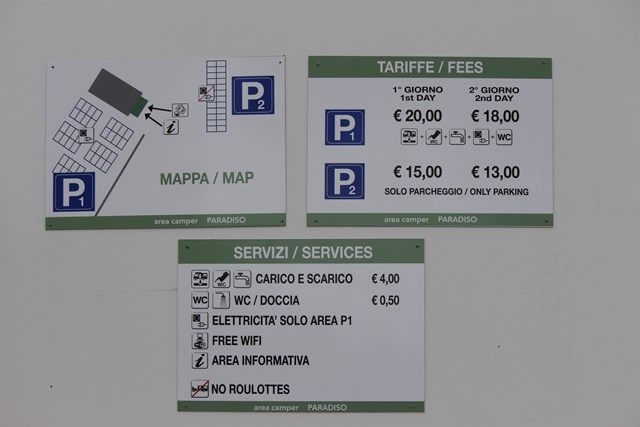 P1
P2
MAPPA / MAP
area camper PARADISO
TARIFFE / FEES
1° GIORNO 2° GIORNO
1st DAY 2nd DAY
P1 € 20,00 € 18,00
+ + + + WC
P2 € 15,00 € 13,00
SOLO PARCHEGGIO / ONLY PARKING
area camper PARADISO
SERVIZI / SERVICES
WC CARICO E SCARICO € 4,00
WC WC / DOCCIA € 0,50
ELETTRICITA' SOLO AREA P1
FREE WIFI
i AREA INFORMATIVA
NO ROULOTTES
area camper PARADISO